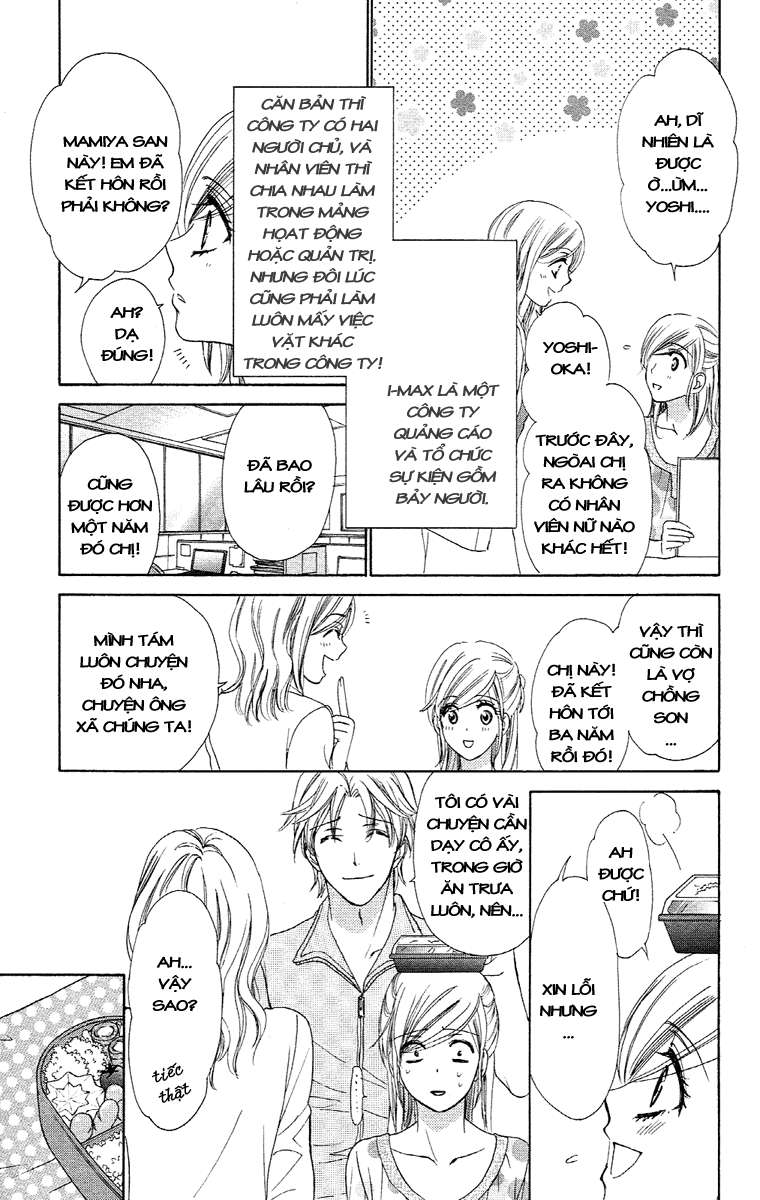 AH, DĨ
NHIÊN LÀ
ĐƯỢC
Ở...ỪM...
YOSHI....
YOSHI-
OKA!
TRƯỚC ĐÂY,
NGÒAI CHỊ
RA KHÔNG
CÓ NHÂN
VIÊN NỮ NÀO
KHÁC HẾT!
I-MAX LÀ MỘT
CÔNG TY
QUẢNG CÁO
VÀ TỔ CHỨC
SỰ KIỆN GỒM
BẢY NGƯỜI.
CĂN BẢN THÌ
CÔNG TY CÓ HAI
NGƯỜI CHỦ, VÀ
NHÂN VIÊN THÌ
CHIA NHAU LÀM
TRONG MẢNG
HỌAT ĐỘNG
HOẶC QUẢN TRỊ.
NHƯNG ĐÔI LÚC
CŨNG PHẢI LÀM
LUÔN MẤY VIỆC
VẶT KHÁC
TRONG CÔNG TY!
MAMIYA SAN
NÀY! EM ĐÃ
KẾT HÔN RỒI
PHẢI KHÔNG?
AH?
DẠ
ĐÚNG!
ĐÃ BAO
LÂU RỒI?
CŨNG
ĐƯỢC HƠN
MỘT NĂM
ĐÓ CHỊ!
VẬY THÌ
CŨNG CÒN
LÀ VỢ
CHỒNG
SON
...
CHỊ NÀY!
ĐÃ KẾT
HÔN TỚI
BA NĂM
RỒI ĐÓ!
MÌNH TÁM
LUÔN CHUYỆN
ĐÓ NHA,
CHUYỆN ÔNG
XÃ CHÚNG TA!
AH
ĐƯỢC
CHỨ!
XIN LỖI
NHƯNG
...
TÔI CÓ VÀI
CHUYỆN CẦN
DẠY CÔ ẤY,
TRONG GIỜ
ĂN TRƯA
LUÔN, NÊN...
AH...
VẬY
SAO?
tiếc
thật